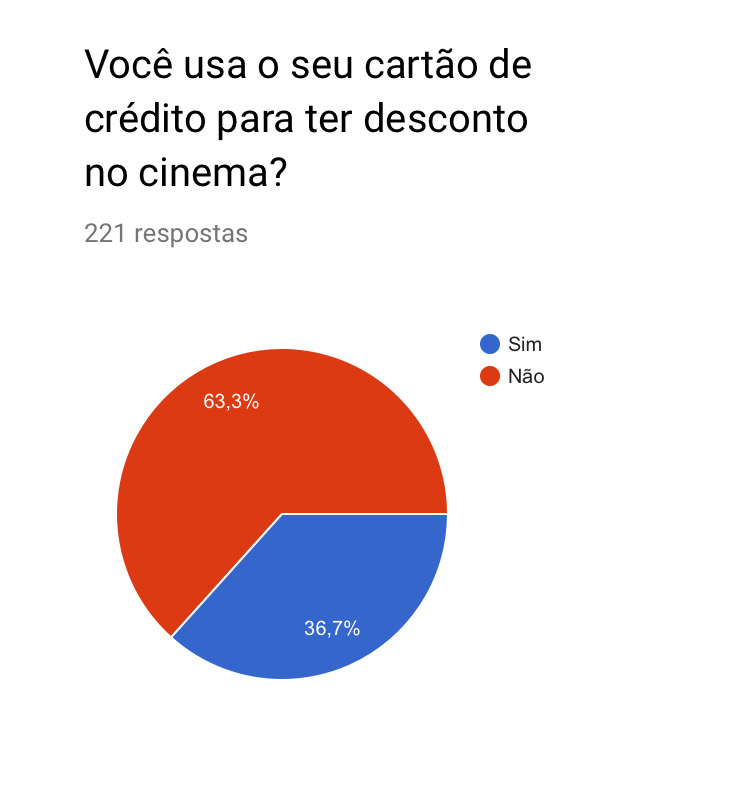 Você usa o seu cartão de
crédito para ter desconto
no cinema?
221 respostas
Sim
Não
63,3%
36,7%